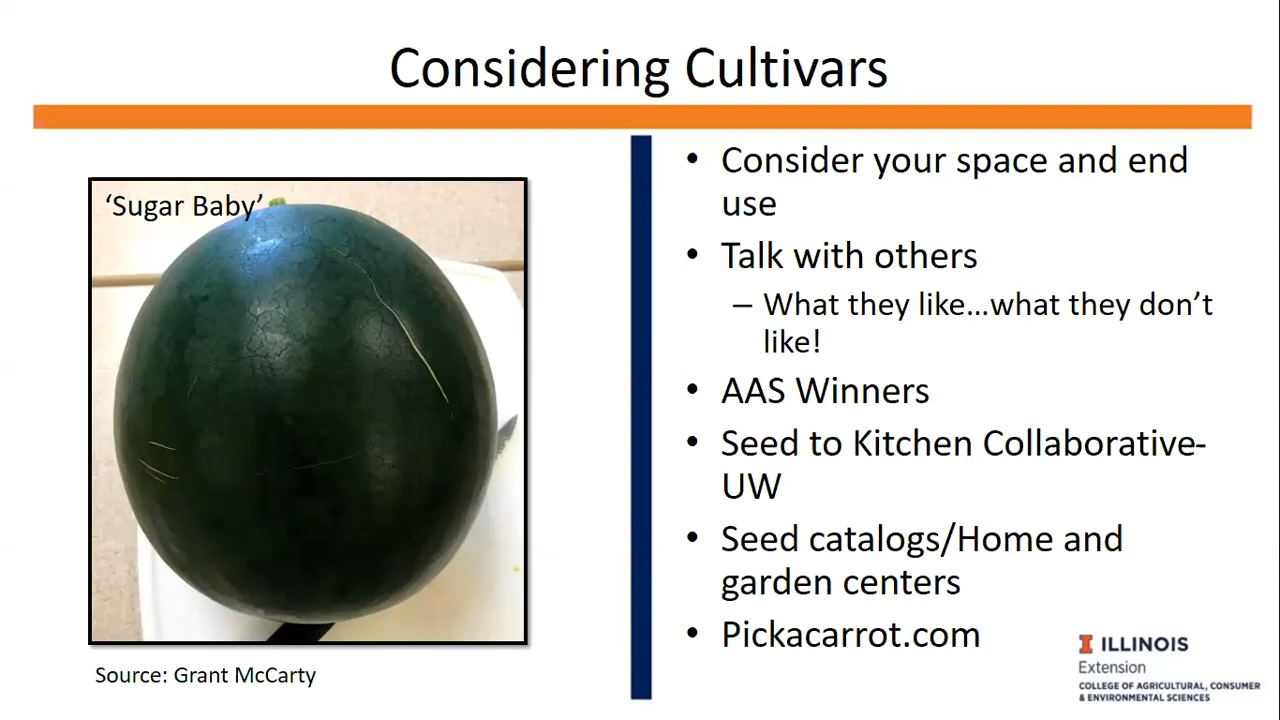 Considering Cultivars
‘Sugar Baby’
Source: Grant McCarty
• Consider your space and end
use
• Talk with others
– What they like…what they don’t
like!
• AAS Winners
• Seed to Kitchen Collaborative-
UW
• Seed catalogs/Home and
garden centers
• Pickacarrot.com
I ILLINOIS
Extension
COLLEGE OF AGRICULTURAL, CONSUMER
& ENVIRONMENTAL SCIENCES